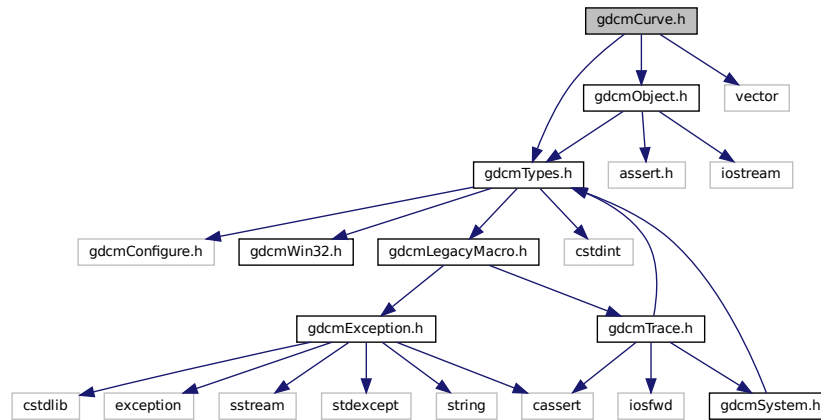 gdcmCurve.h
gdcmObject.h
vector
gdcmTypes.h
assert.h
iostream
gdcmConfigure.h
gdcmWin32.h
gdcmLegacyMacro.h
cstdint
gdcmException.h
gdcmTrace.h
cstdlib
exception
sstream
stdexcept
string
cassert
iosfwd
gdcmSystem.h